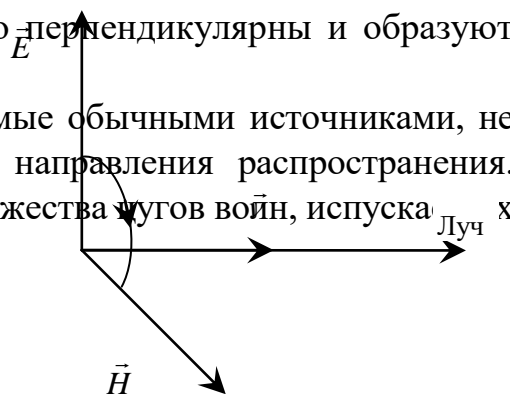 о перпендикулярны и образуют
E
мые обычными источниками, не
направления распространения.
жества цугов волн, испуска х
n
Луч
H